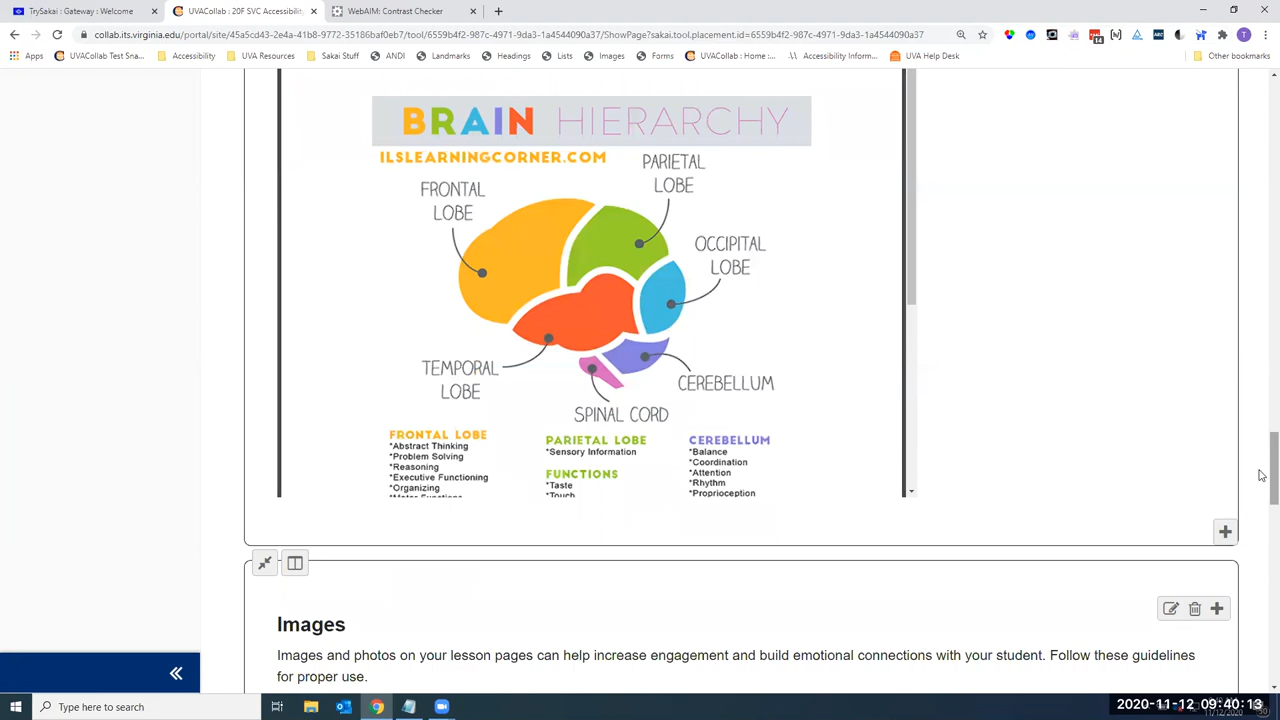 TrySakai : Gateway : Welcome
UVACollab : 20F SVC Accessibility
WebAIM: Contrast Checker
collab.its.virginia.edu/portal/site/45a5cd43-2e4a-41b8-9772-35186baf0eb7/tool/6559b4f2-987c-4971-9da3-1a4544090a37/ShowPage?sakai.tool.placement.id=6559b4f2-987c-4971-9da3-1a4544090a37
Apps
UVACollab Test Sna...
Accessibility
UVA Resources
Sakai Stuff
ANDI
Landmarks
Headings
Lists
Images
Forms
UVACollab : Home :...
Accessibility Inform...
UVA Help Desk
Other bookmarks
BRAIN HIERARCHY
ILSLEARNINGCORNER.COM
FRONTAL
LOBE
PARIETAL
LOBE
OCCIPITAL
LOBE
TEMPORAL
LOBE
CEREBELLUM
SPINAL CORD
FRONTAL LOBE
*Abstract Thinking
*Problem Solving
*Reasoning
*Executive Functioning
*Organizing
*Motor Functions
PARIETAL LOBE
*Sensory Information
FUNCTIONS
*Taste
*Touch
CEREBELLUM
*Balance
*Coordination
*Attention
*Rhythm
*Proprioception
Images
Images and photos on your lesson pages can help increase engagement and build emotional connections with your student. Follow these guidelines
for proper use.
Type here to search
2020-11-12 09:40:13